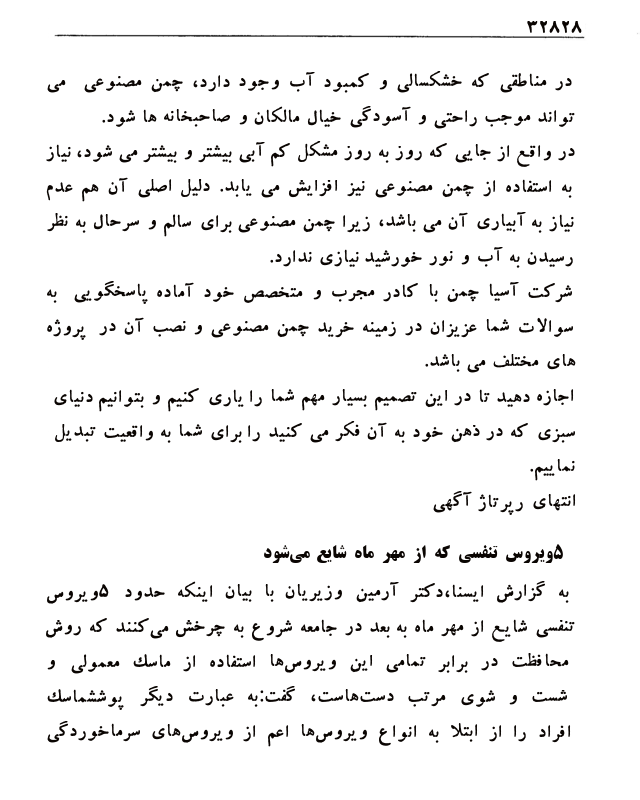 ۳۲۸۲۸
در مناطقی که خشکسالی و کمبود آب وجود دارد، چمن مصنوعی می
تواند موجب راحتی و آسودگی خیال مالکان و صاحبخانه ها شود.
در واقع از جایی که روز به روز مشکل کم آبی بیشتر و بیشتر می شود، نیاز
به استفاده از چمن مصنوعی نیز افزایش می یابد. دلیل اصلی آن هم عدم
نیاز به آبیاری آن می باشد، زیرا چمن مصنوعی برای سالم و سرحال به نظر
رسیدن به آب و نور خورشید نیازی ندارد.
شرکت آسیا چمن با کادر مجرب و متخصص خود آماده پاسخگویی به
سوالات شما عزیزان در زمینه خرید چمن مصنوعی و نصب آن در پروژه
های مختلف می باشد.
اجازه دهید تا در این تصمیم بسیار مهم شما را یاری کنیم و بتوانیم دنیای
سبزی که در ذهن خود به آن فکر می کنید را برای شما به واقعیت تبدیل
نماییم.
انتهای رپرتاژ آگهی
۵ویروس تنفسی که از مهر ماه شایع می‌شود
به گزارش ایسنا،دکتر آرمین وزیریان با بیان اینکه حدود ۵ویروس
تنفسی شایع از مهر ماه به بعد در جامعه شروع به چرخش می‌کنند که روش
محافظت در برابر تمامی این ویروس‌ها استفاده از ماسک معمولی و
شست و شوی مرتب دست‌هاست، گفت:به عبارت دیگر پوششماسک
افراد را از ابتلا به انواع ویروس‌ها اعم از ویروس‌های سرماخوردگی